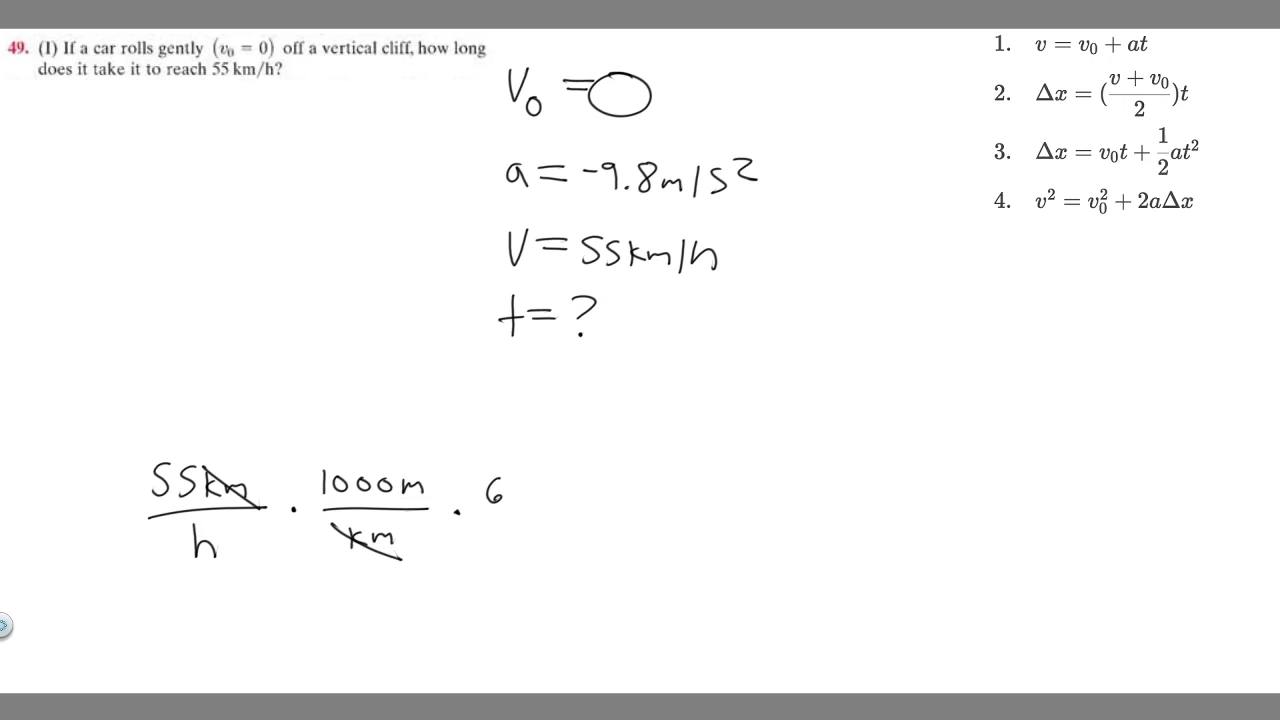 49. (I) If a car rolls gently (v₀ = 0) off a vertical cliff, how long
does it take it to reach 55 km/h?
V₀ = 0
a = -9.8m/s²
V = 55km/h
t = ?
55km/h · 1000m/km · 6
1. v = v₀ + at
2. Δx = ((v + v₀)/2)t
3. Δx = v₀t + 1/2 at²
4. v² = v₀² + 2aΔx